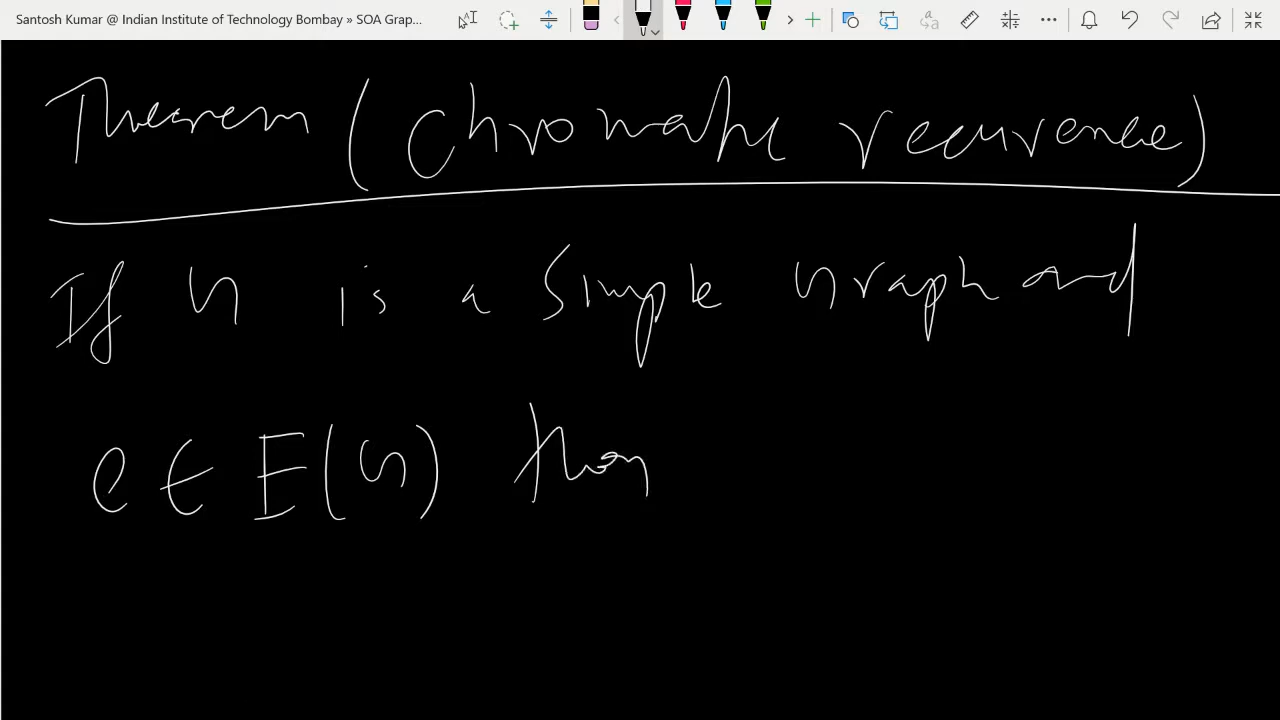 Santosh Kumar @ Indian Institute of Technology Bombay » SOA Grap...
Theorem (Chromatic recurrence)
If G is a simple Graph and
e ∈ E(G) then